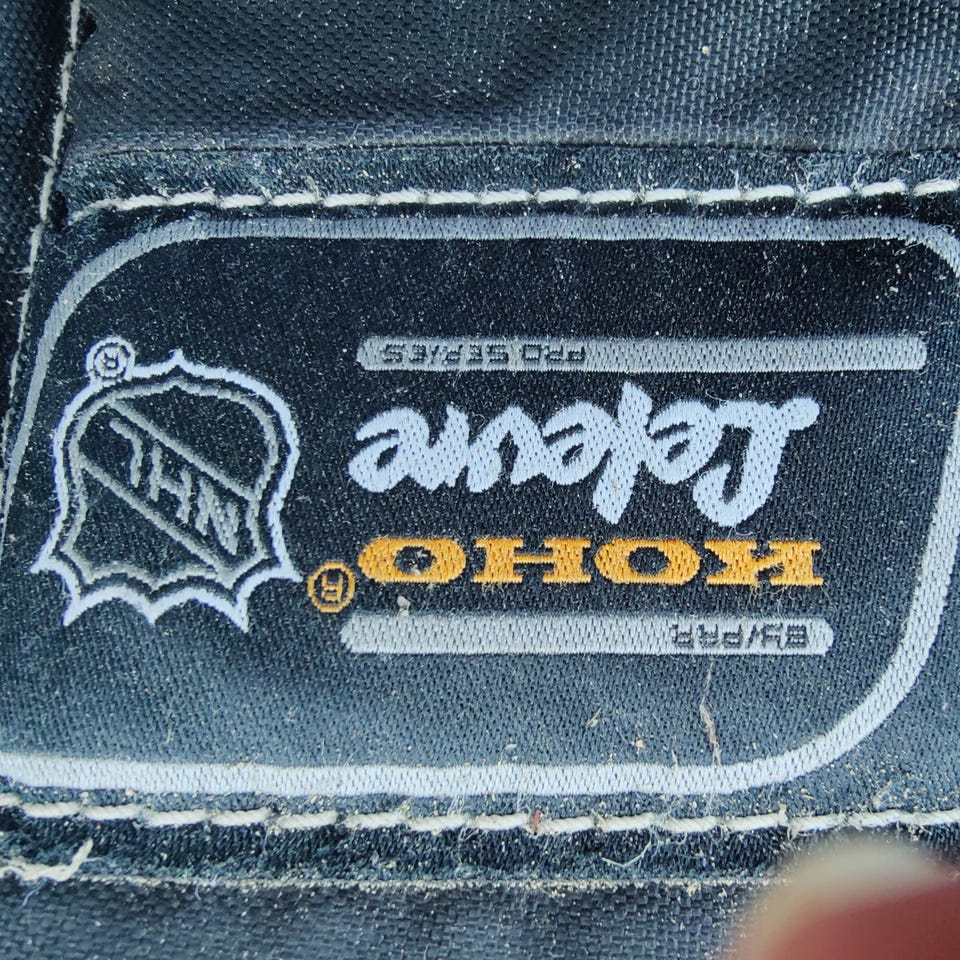 BY/PAR
KOHO®
Lefevre
PRO SERIES
NHL
®